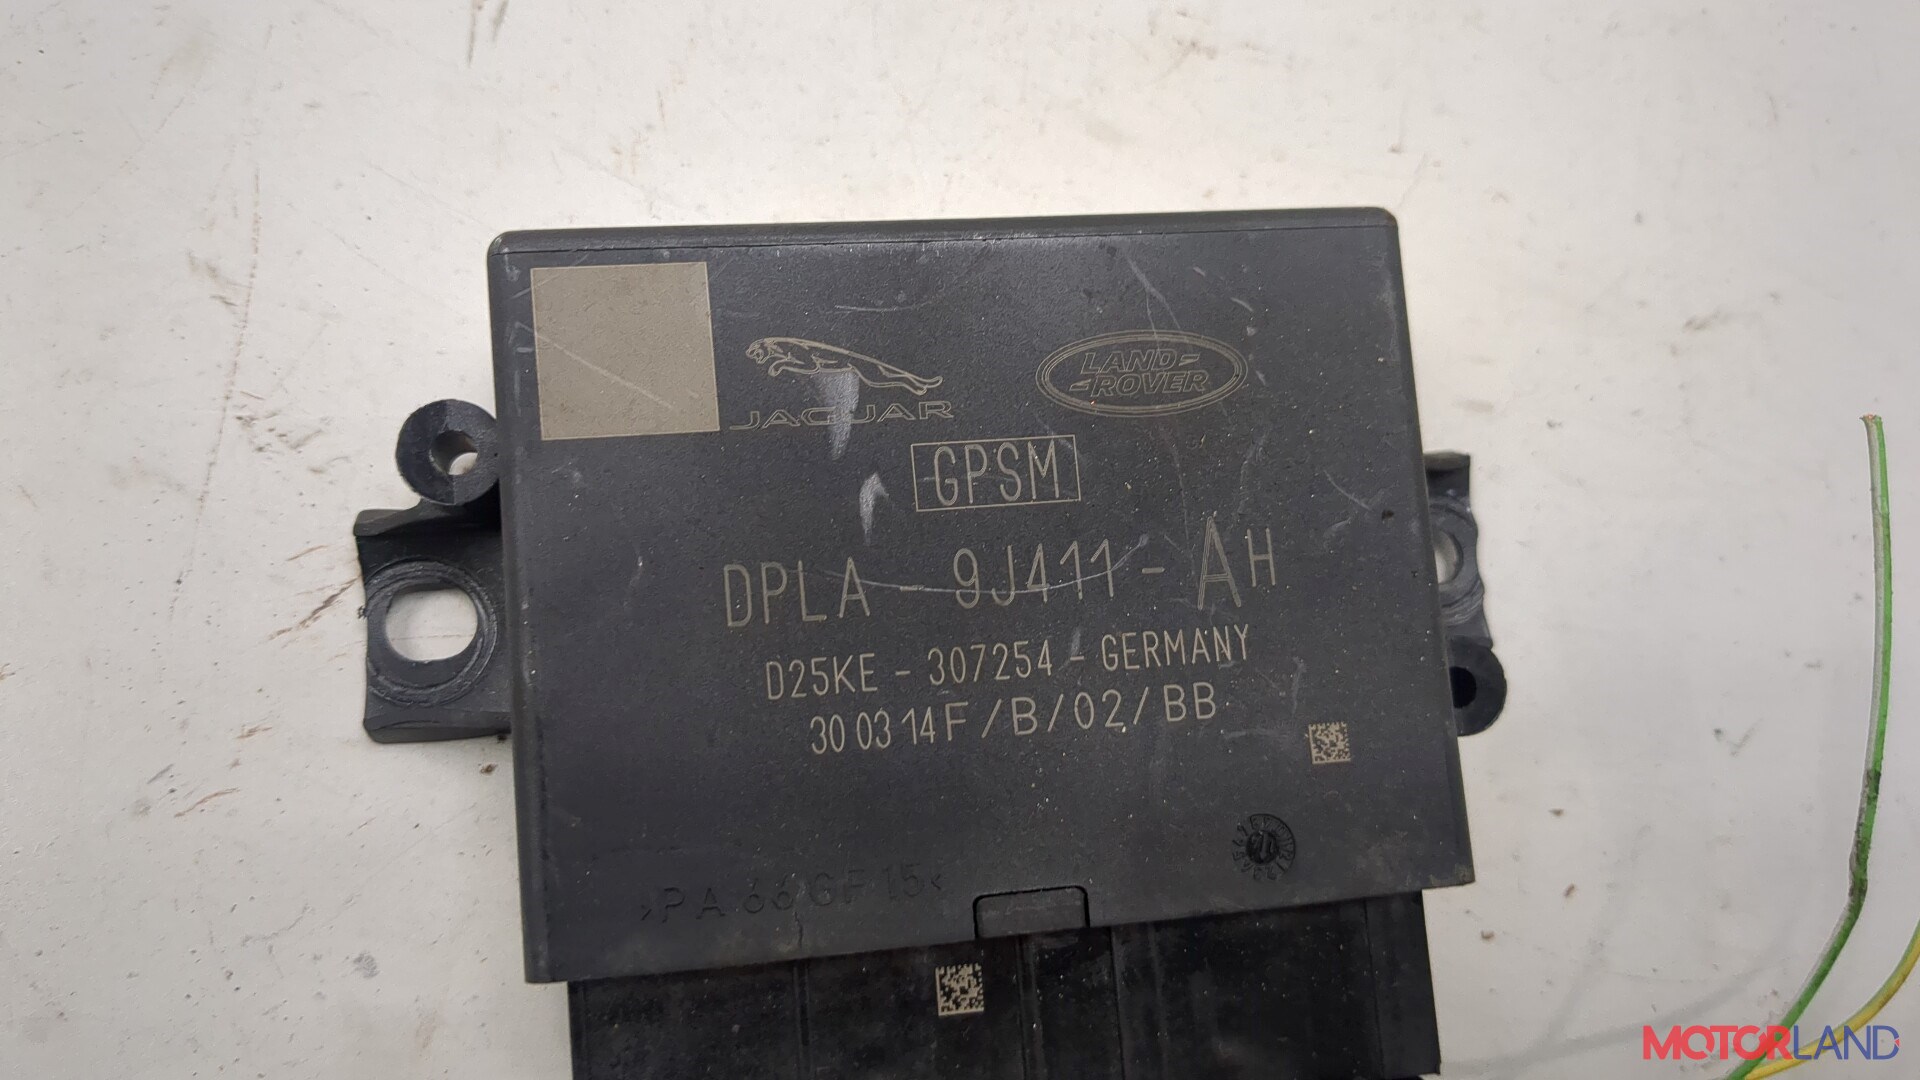 JAGUAR
LAND-
-ROVER
GPSM
DPLA - 9J411 - AH
D25KE - 307254 - GERMANY
30 03 14F/B/02/BB
>PA 66 GF 15<
MOTORLAND